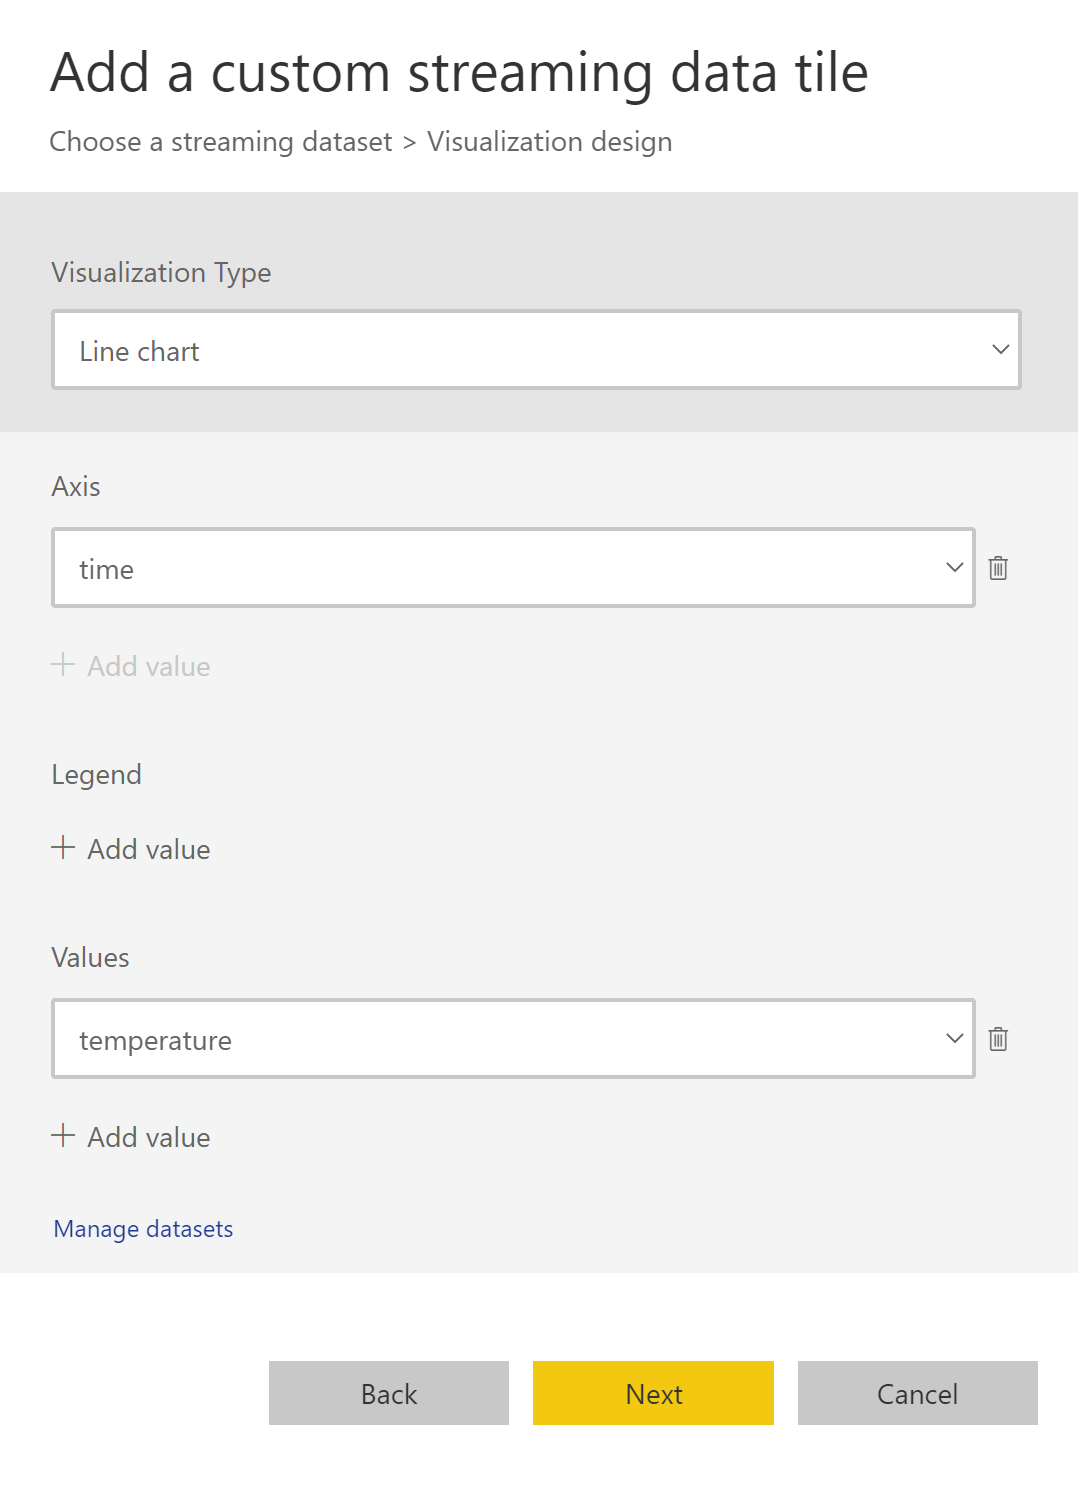 Add a custom streaming data tile
Choose a streaming dataset > Visualization design
Visualization Type
Line chart
Axis
time
Add value
Legend
Add value
Values
temperature
Add value
Manage datasets
Back Next Cancel